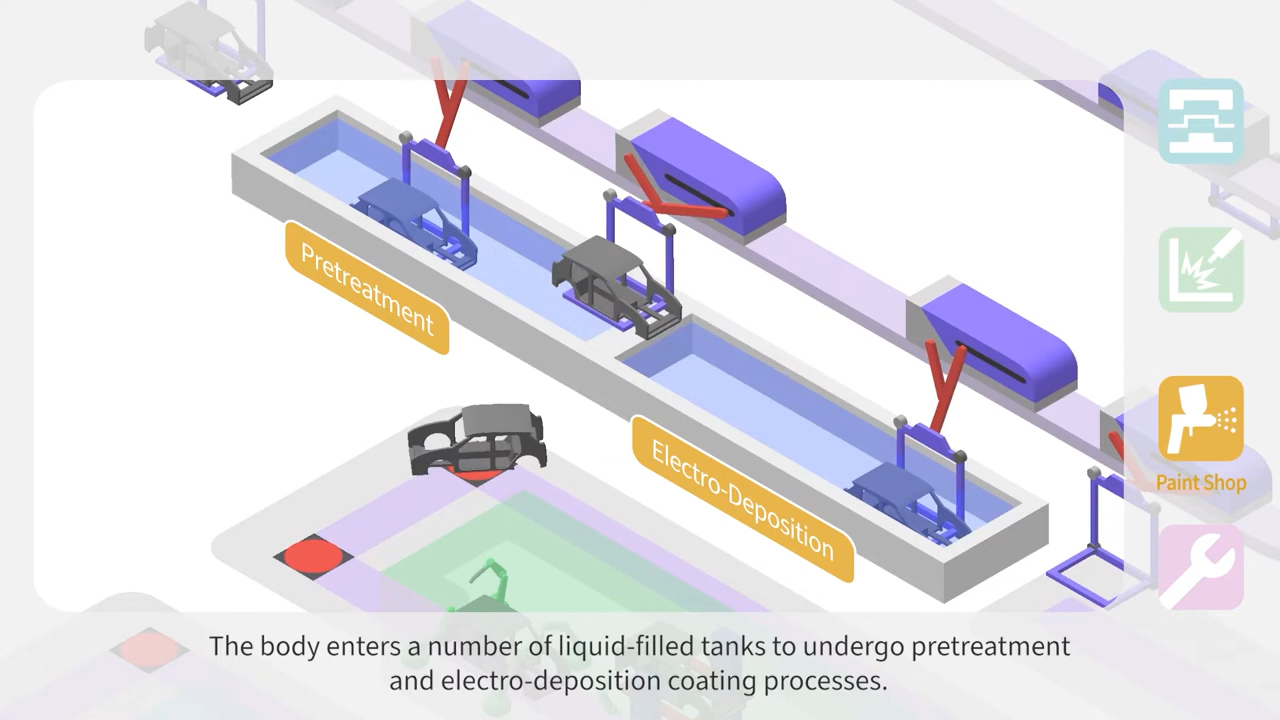 Pretreatment
Electro-Deposition
Paint Shop
The body enters a number of liquid-filled tanks to undergo pretreatment
and electro-deposition coating processes.